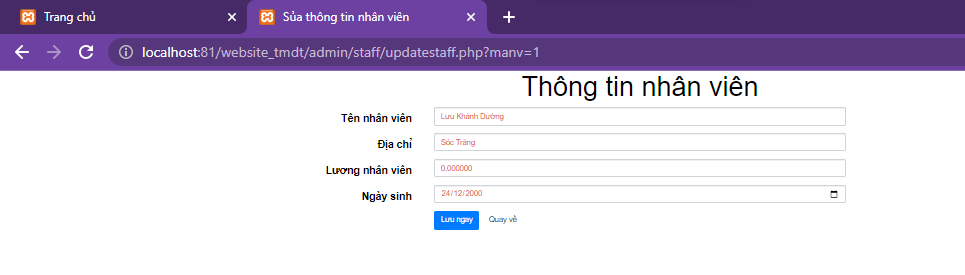 Trang chủ
Sủa thông tin nhân viên
localhost:81/website_tmdt/admin/staff/updatestaff.php?manv=1
Thông tin nhân viên
Tên nhân viên Lưu Khánh Dường
Địa chỉ Sóc Trăng
Lương nhân viên 0.000000
Ngày sinh 24/12/2000
Lưu ngay Quay về